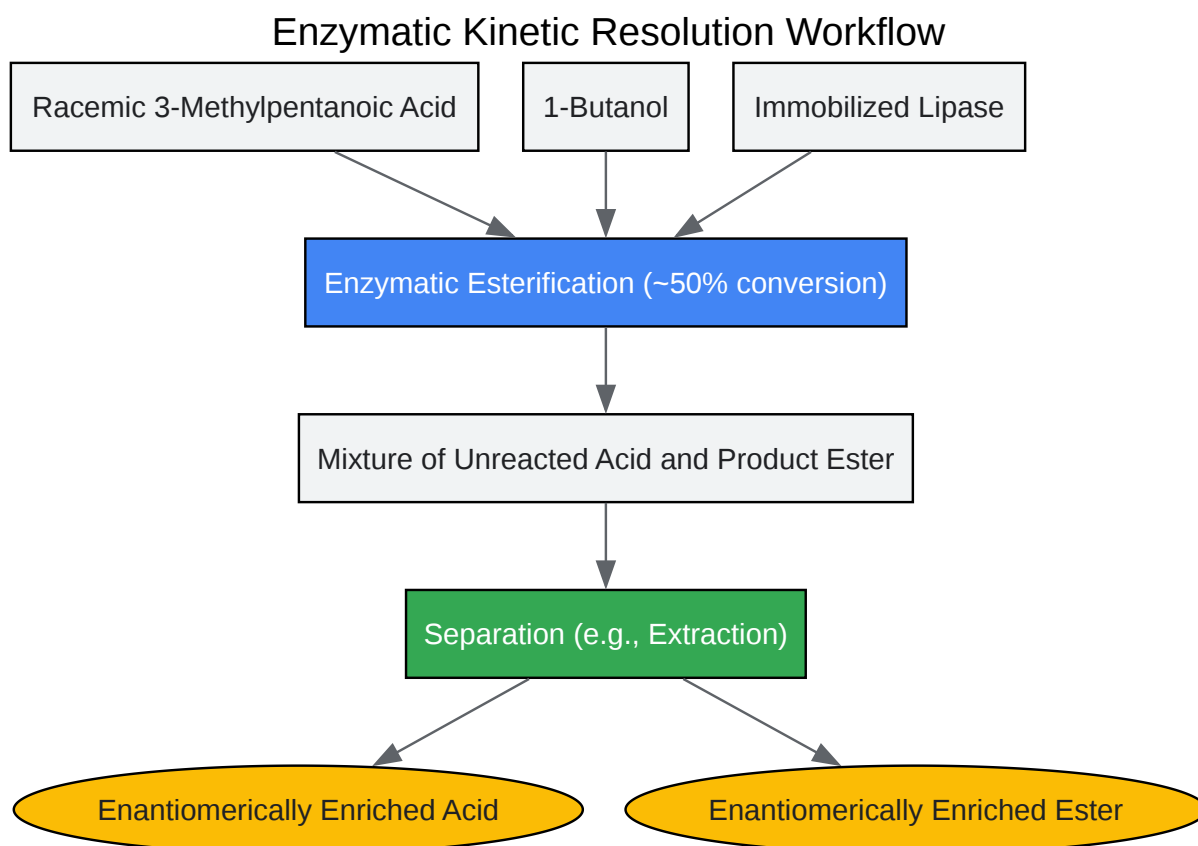 Enzymatic Kinetic Resolution Workflow
Racemic 3-Methylpentanoic Acid
1-Butanol
Immobilized Lipase
Enzymatic Esterification (~50% conversion)
Mixture of Unreacted Acid and Product Ester
Separation (e.g., Extraction)
Enantiomerically Enriched Acid
Enantiomerically Enriched Ester